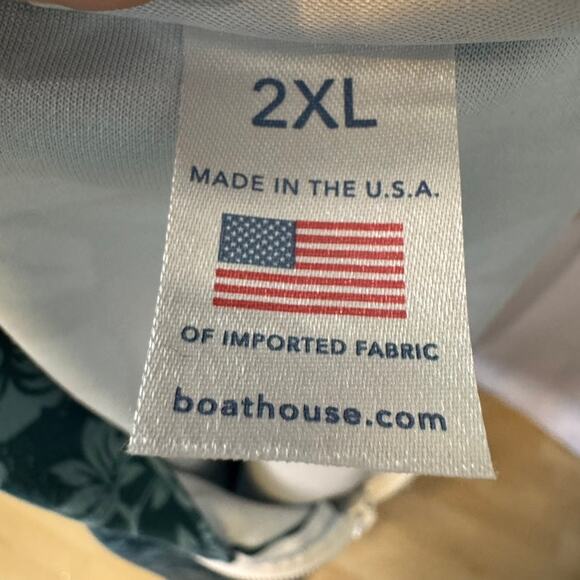 2XL
MADE IN THE U.S.A.
OF IMPORTED FABRIC
boathouse.com